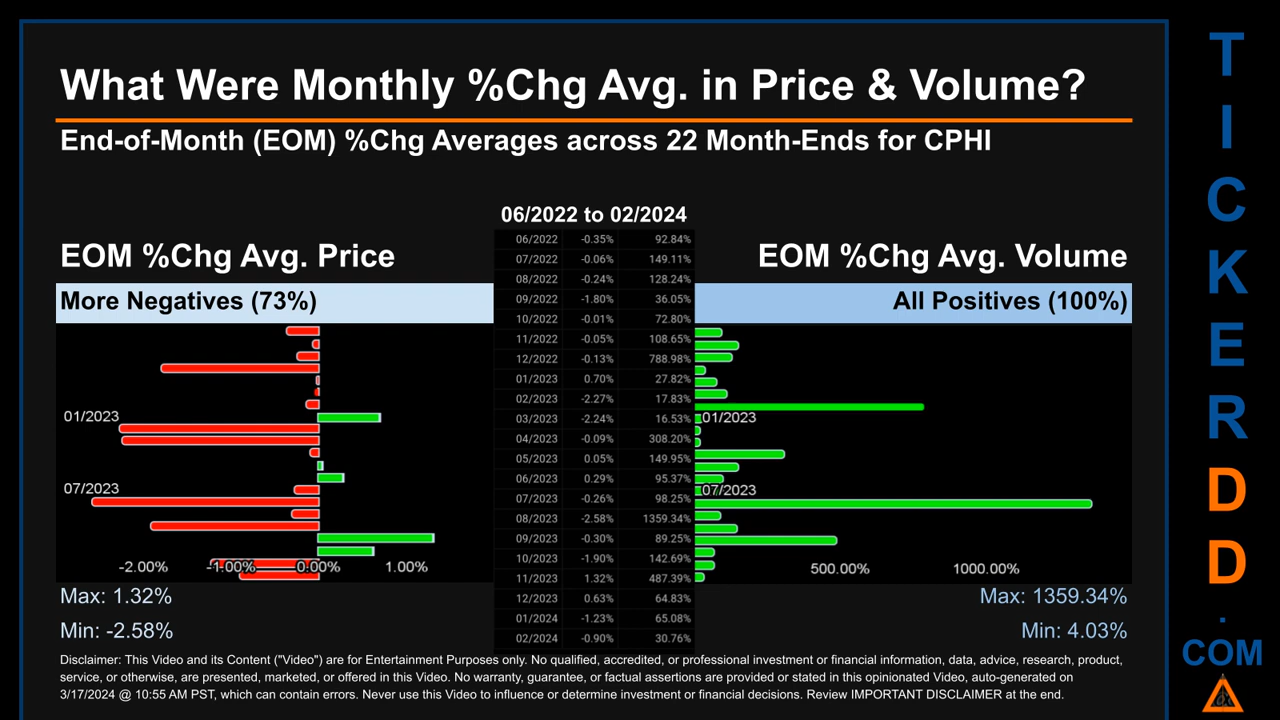 What Were Monthly %Chg Avg. in Price & Volume?
End-of-Month (EOM) %Chg Averages across 22 Month-Ends for CPHI
06/2022 to 02/2024
EOM %Chg Avg. Price
EOM %Chg Avg. Volume
More Negatives (73%)
All Positives (100%)
06/2022 -0.35% 92.84%
07/2022 -0.06% 149.11%
08/2022 -0.24% 128.24%
09/2022 -1.80% 36.05%
10/2022 -0.01% 72.80%
11/2022 -0.05% 108.65%
12/2022 -0.13% 788.98%
01/2023 0.70% 27.82%
02/2023 -2.27% 17.83%
03/2023 -2.24% 16.53%
04/2023 -0.09% 308.20%
05/2023 0.05% 149.95%
06/2023 0.29% 95.37%
07/2023 -0.26% 98.25%
08/2023 -2.58% 1359.34%
09/2023 -0.30% 89.25%
10/2023 -1.90% 142.69%
11/2023 1.32% 487.39%
12/2023 0.63% 64.83%
01/2024 -1.23% 65.08%
02/2024 -0.90% 30.76%
01/2023
07/2023
-2.00% -1.00% 0.00% 1.00%
01/2023
07/2023
500.00% 1000.00%
Max: 1.32%
Min: -2.58%
Max: 1359.34%
Min: 4.03%
Disclaimer: This Video and its Content ("Video") are for Entertainment Purposes only. No qualified, accredited, or professional investment or financial information, data, advice, research, product,
service, or otherwise, are presented, marketed, or offered in this Video. No warranty, guarantee, or factual assertions are provided or stated in this opinionated Video, auto-generated on
3/17/2024 @ 10:55 AM PST, which can contain errors. Never use this Video to influence or determine investment or financial decisions. Review IMPORTANT DISCLAIMER at the end.
T
I
C
K
E
R
D
D
.
COM